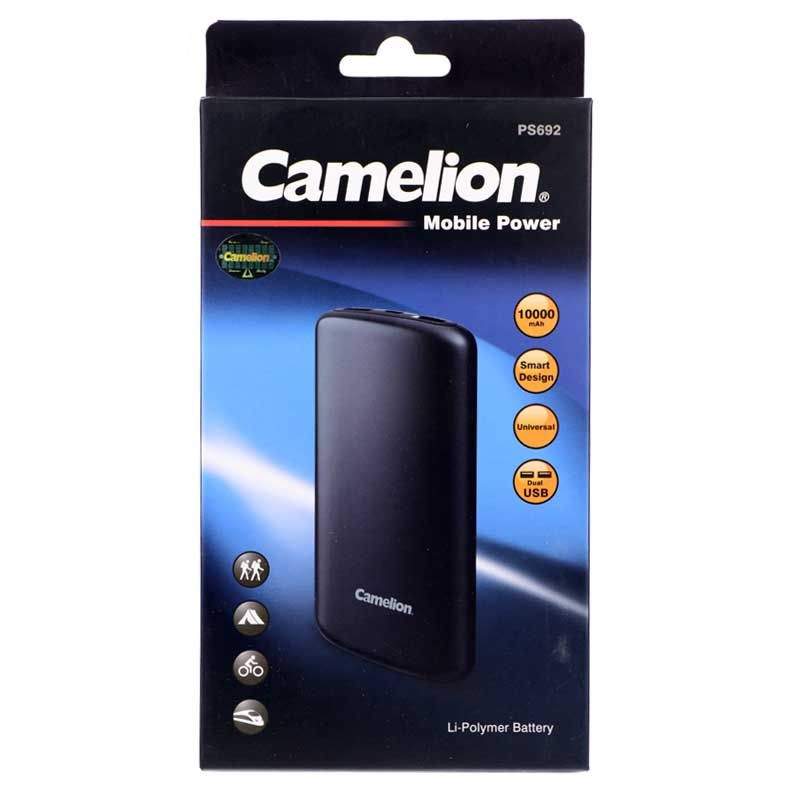 PS692
Camelion®
Mobile Power
Camelion
10000
mAh
Smart
Design
Universal
Dual
USB
Camelion
Li-Polymer Battery